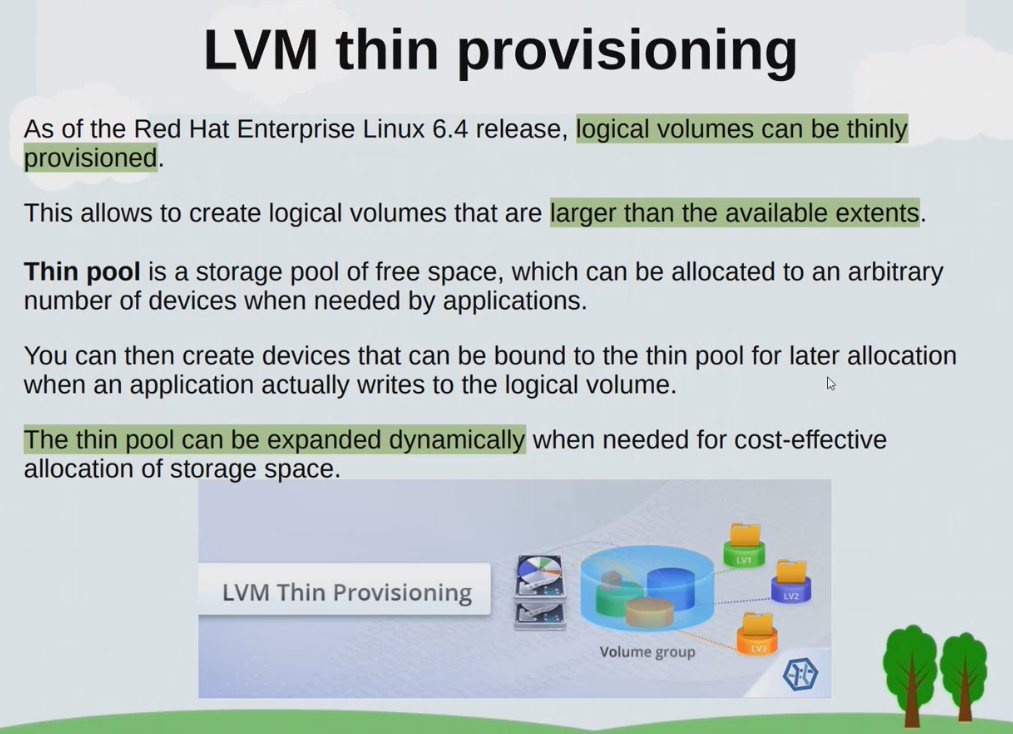 LVM thin provisioning
As of the Red Hat Enterprise Linux 6.4 release, logical volumes can be thinly
provisioned.
This allows to create logical volumes that are larger than the available extents.
Thin pool is a storage pool of free space, which can be allocated to an arbitrary
number of devices when needed by applications.
You can then create devices that can be bound to the thin pool for later allocation
when an application actually writes to the logical volume.
The thin pool can be expanded dynamically when needed for cost-effective
allocation of storage space.
LVM Thin Provisioning
LV1
LV2
LV3
Volume group